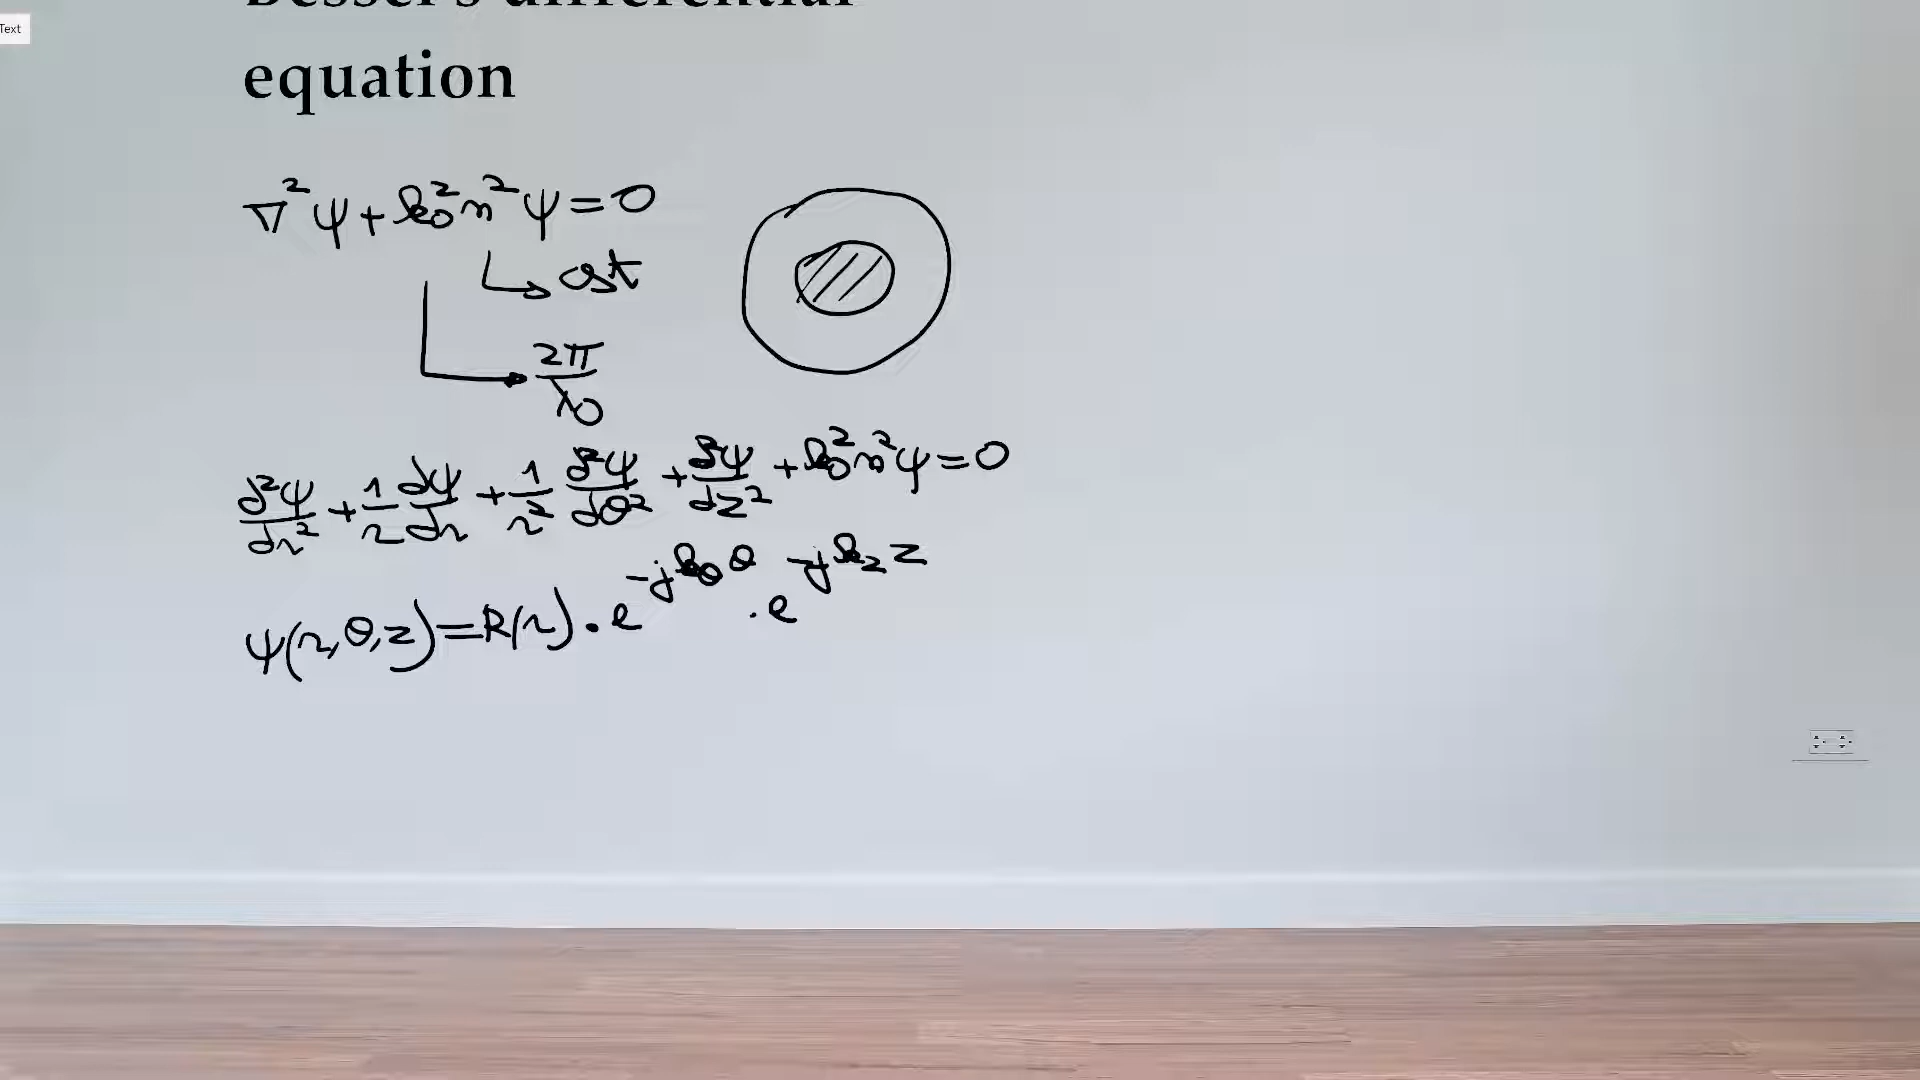 Text
Bessel's differential
equation
∇²ψ + k₀²n²ψ = 0
cst
2π/λ0
∂²ψ/∂r² + 1/r ∂ψ/∂r + 1/r² ∂²ψ/∂θ² + ∂²ψ/∂z² + k₀²n²ψ = 0
ψ(r,θ,z) = R(r) · e^(-jk_θ θ) · e^(-jk_z z)